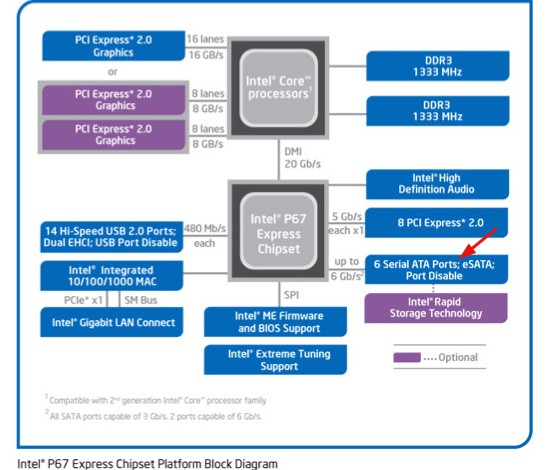 PCI Express* 2.0
Graphics
16 lanes
16 GB/s
or
PCI Express* 2.0
Graphics
8 lanes
8 GB/s
PCI Express* 2.0
Graphics
8 lanes
8 GB/s
Intel® Core™
processors¹
DDR3
1333 MHz
DDR3
1333 MHz
DMI
20 Gb/s
Intel® High
Definition Audio
Intel® P67
Express
Chipset
5 Gb/s
each x1
8 PCI Express* 2.0
14 Hi-Speed USB 2.0 Ports;
Dual EHCI; USB Port Disable
480 Mb/s
each
up to
6 Gb/s²
6 Serial ATA Ports; eSATA;
Port Disable
Intel® Integrated
10/100/1000 MAC
PCIe* x1
SM Bus
SPI
Intel® Rapid
Storage Technology
Intel® Gigabit LAN Connect
Intel® ME Firmware
and BIOS Support
Intel® Extreme Tuning
Support
.... Optional
¹ Compatible with 2ⁿᵈ generation Intel® Core™ processor family
² All SATA ports capable of 3 Gb/s. 2 ports capable of 6 Gb/s.
Intel® P67 Express Chipset Platform Block Diagram